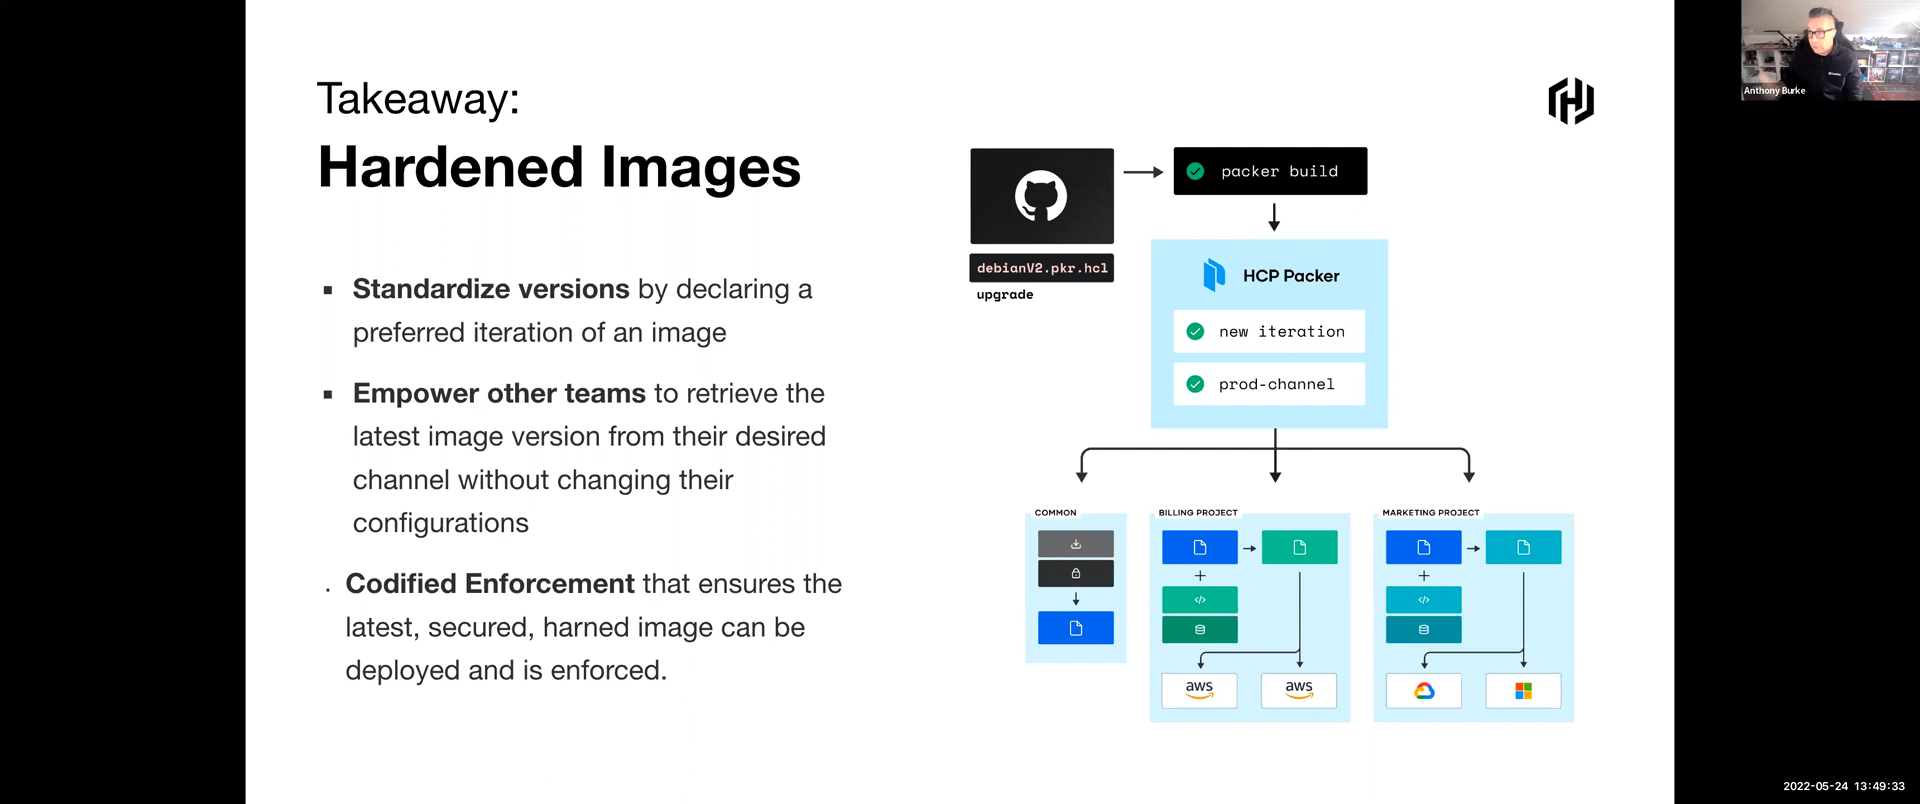 Takeaway:
Hardened Images
▪ Standardize versions by declaring a
preferred iteration of an image
▪ Empower other teams to retrieve the
latest image version from their desired
channel without changing their
configurations
. Codified Enforcement that ensures the
latest, secured, harned image can be
deployed and is enforced.
debianV2.pkr.hcl
upgrade
packer build
HCP Packer
new iteration
prod-channel
COMMON
BILLING PROJECT
</>
aws
aws
MARKETING PROJECT
</>
Anthony Burke
2022-05-24 13:49:33